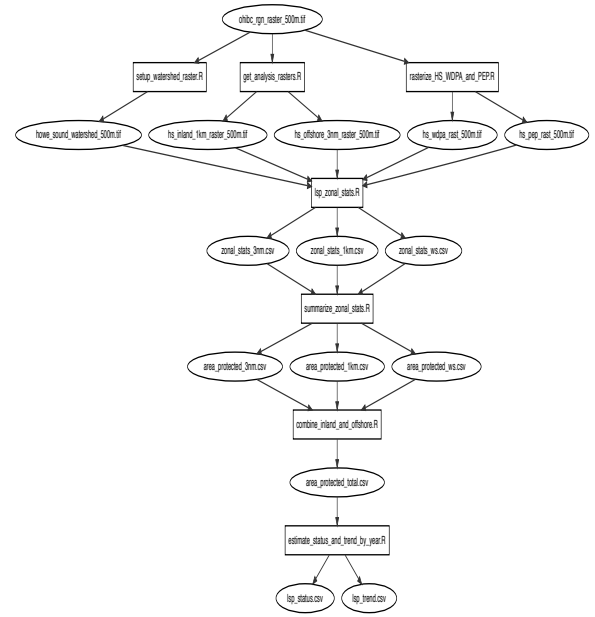 ohibc_rgn_raster_500m.tif
setup_watershed_raster.R
get_analysis_rasters.R
rasterize_HS_WDPA_and_PEP.R
howe_sound_watershed_500m.tif
hs_inland_1km_raster_500m.tif
hs_offshore_3nm_raster_500m.tif
hs_wdpa_rast_500m.tif
hs_pep_rast_500m.tif
lsp_zonal_stats.R
zonal_stats_3nm.csv
zonal_stats_1km.csv
zonal_stats_ws.csv
summarize_zonal_stats.R
area_protected_3nm.csv
area_protected_1km.csv
area_protected_ws.csv
combine_inland_and_offshore.R
area_protected_total.csv
estimate_status_and_trend_by_year.R
lsp_status.csv
lsp_trend.csv